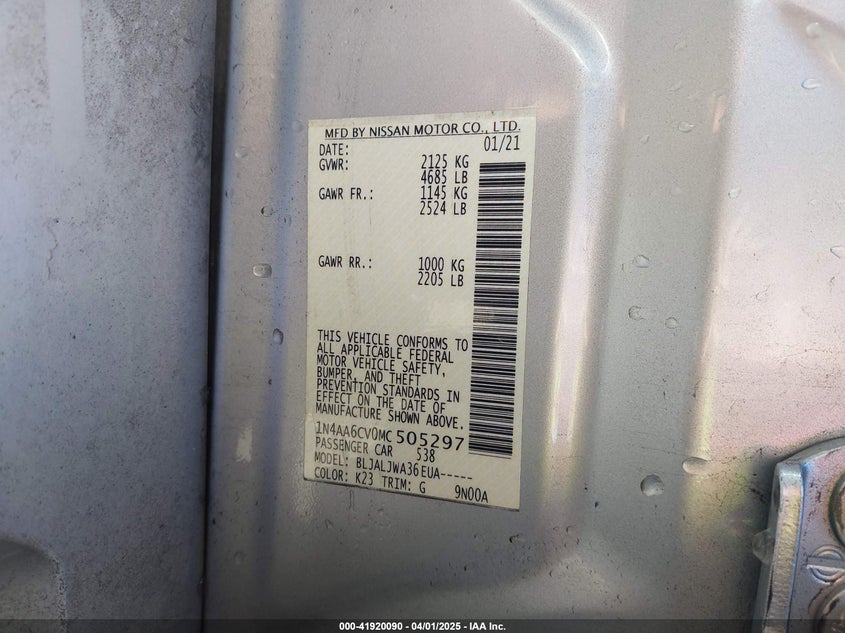 MFD BY NISSAN MOTOR CO., LTD.
DATE: 01/21
GVWR: 2125 KG
4685 LB
GAWR FR.: 1145 KG
2524 LB
GAWR RR.: 1000 KG
2205 LB
THIS VEHICLE CONFORMS TO
ALL APPLICABLE FEDERAL
MOTOR VEHICLE SAFETY,
BUMPER, AND THEFT
PREVENTION STANDARDS IN
EFFECT ON THE DATE OF
MANUFACTURE SHOWN ABOVE.
1N4AA6CV0MC505297
PASSENGER CAR 538
MODEL: BLJALJWA36EUA-----
COLOR: K23 TRIM: G 9N00A
000-41920090 - 04/01/2025 - IAA Inc.